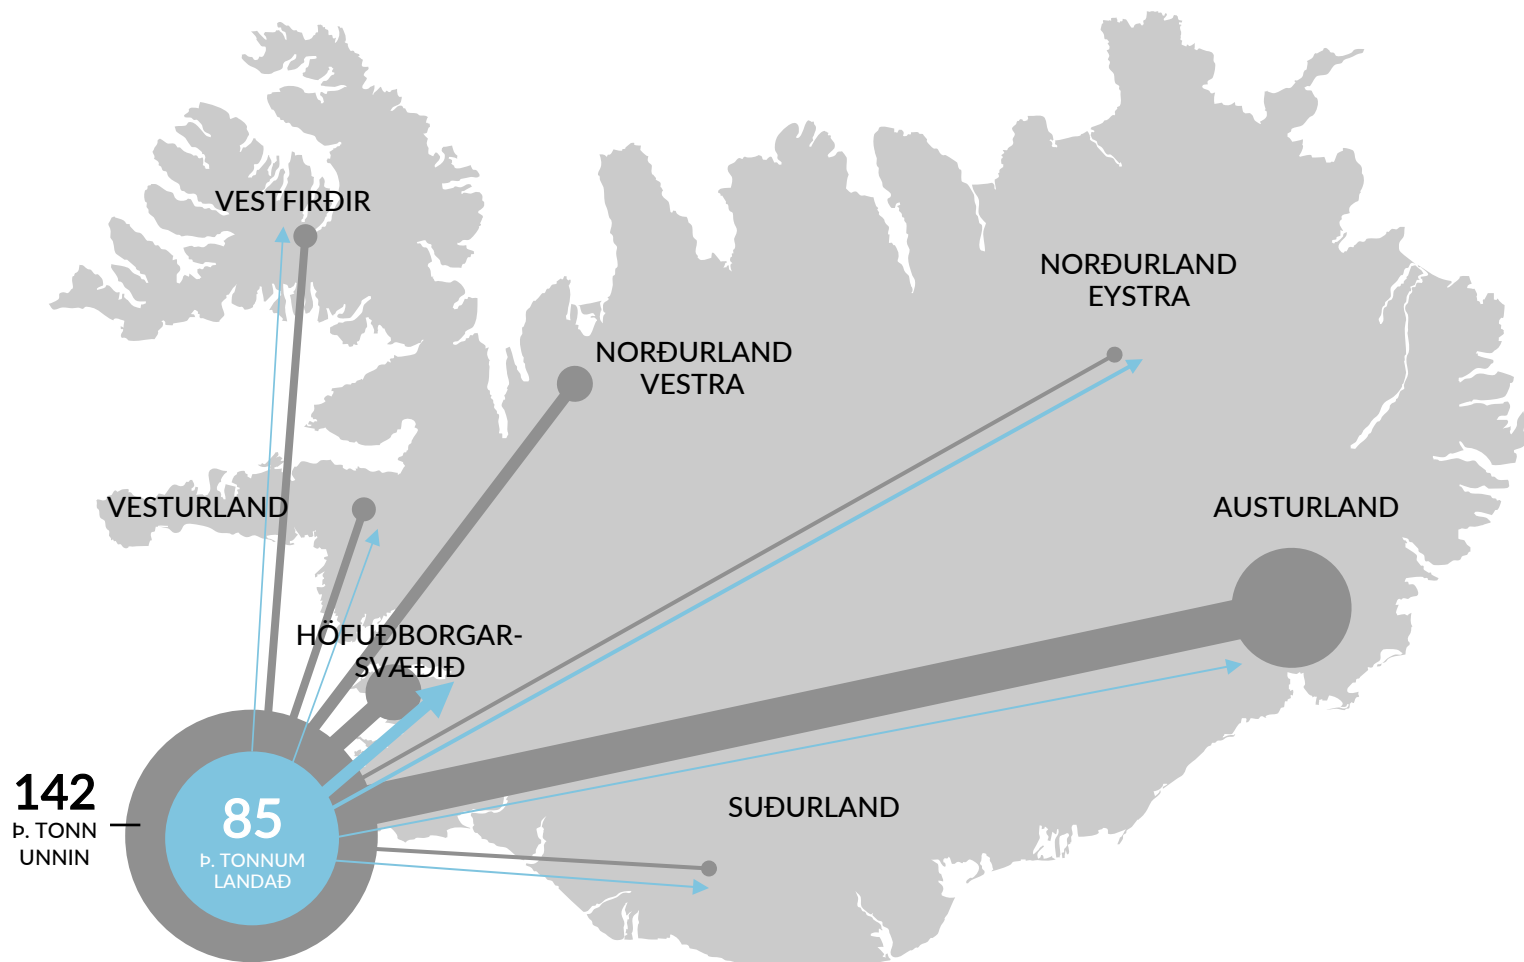 VESTFIRÐIR
NORÐURLAND
EYSTRA
NORÐURLAND
VESTRA
VESTURLAND
AUSTURLAND
HÖFUÐBORGAR-
SVÆÐIÐ
SUÐURLAND
142
Þ. TONN
UNNIN
85
Þ. TONNUM
LANDAÐ